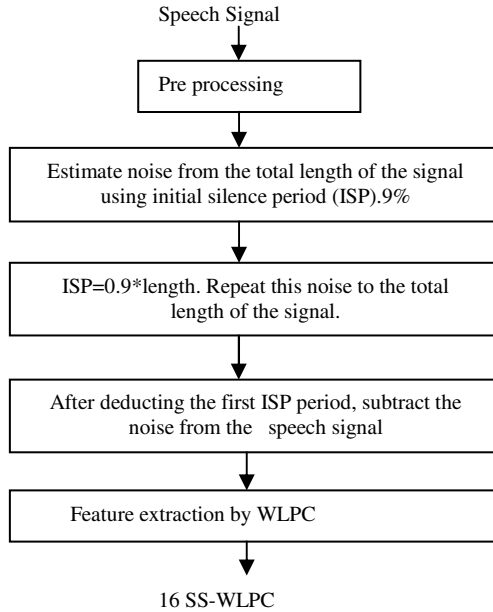 Speech Signal
Pre processing
Estimate noise from the total length of the signal
using initial silence period (ISP).9%
ISP=0.9*length. Repeat this noise to the total
length of the signal.
After deducting the first ISP period, subtract the
noise from the speech signal
Feature extraction by WLPC
16 SS-WLPC